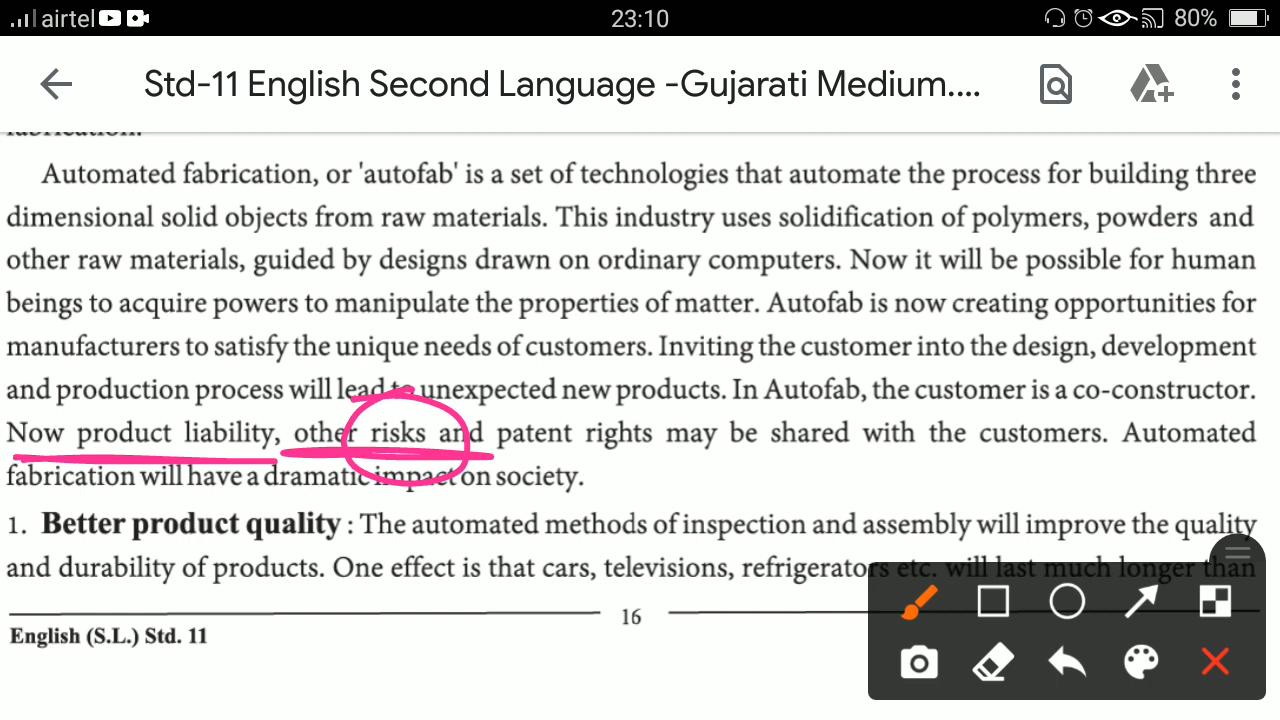 airtel 23:10 80%
Std-11 English Second Language -Gujarati Medium....
fabrication.
Automated fabrication, or 'autofab' is a set of technologies that automate the process for building three
dimensional solid objects from raw materials. This industry uses solidification of polymers, powders and
other raw materials, guided by designs drawn on ordinary computers. Now it will be possible for human
beings to acquire powers to manipulate the properties of matter. Autofab is now creating opportunities for
manufacturers to satisfy the unique needs of customers. Inviting the customer into the design, development
and production process will lead to unexpected new products. In Autofab, the customer is a co-constructor.
Now product liability, other risks and patent rights may be shared with the customers. Automated
fabrication will have a dramatic impact on society.
1. Better product quality : The automated methods of inspection and assembly will improve the quality
and durability of products. One effect is that cars, televisions, refrigerators etc. will last much longer than
16
English (S.L.) Std. 11